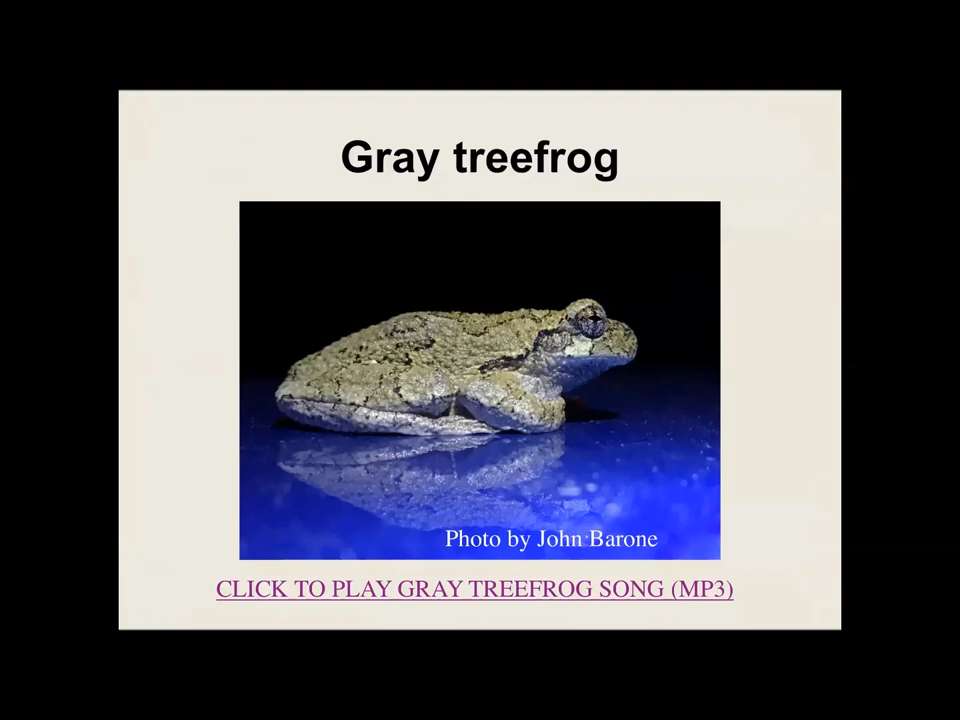 Gray treefrog
Photo by John Barone
CLICK TO PLAY GRAY TREEFROG SONG (MP3)